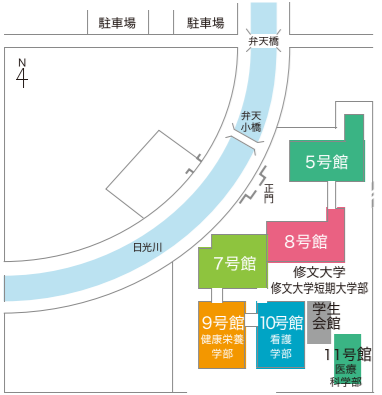 駐車場
駐車場
弁天橋
N
弁天
小橋
5号館
正門
8号館
日光川
7号館
修文大学
修文大学短期大学部
9号館
健康栄養
学部
10号館
看護
学部
学生
会館
11号館
医療
科学部